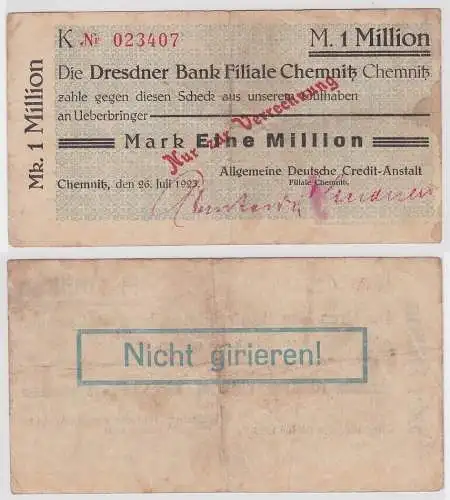 K № 023407
M. 1 Million
Mk. 1 Million
Die Dresdner Bank Filiale Chemnitz Chemnitz
zahle gegen diesen Scheck aus unserem Guthaben
an Ueberbringer
Mark Eine Million
Nur zur Verrechnung
Chemnitz, den 26. Juli 1923.
Allgemeine Deutsche Credit-Anstalt
Filiale Chemnitz.
Nicht girieren!